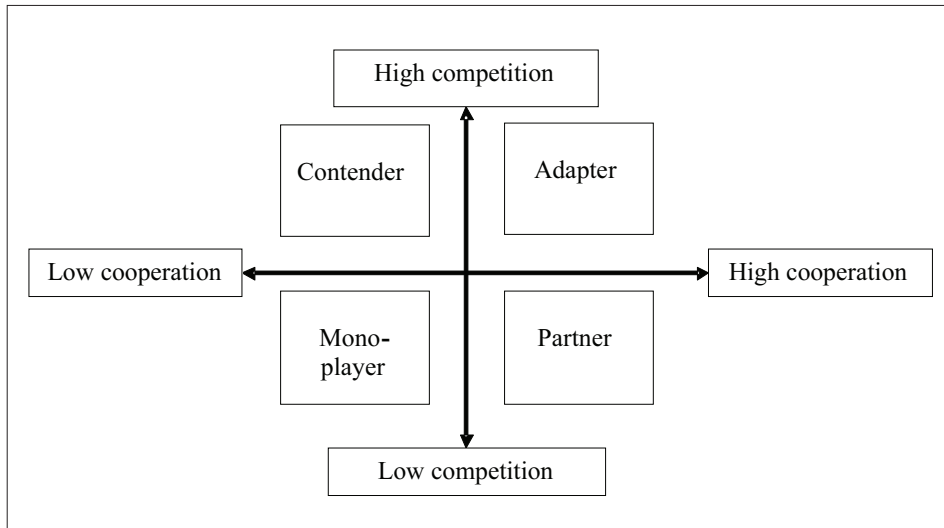 High competition
Contender
Adapter
Low cooperation
High cooperation
Mono-
player
Partner
Low competition